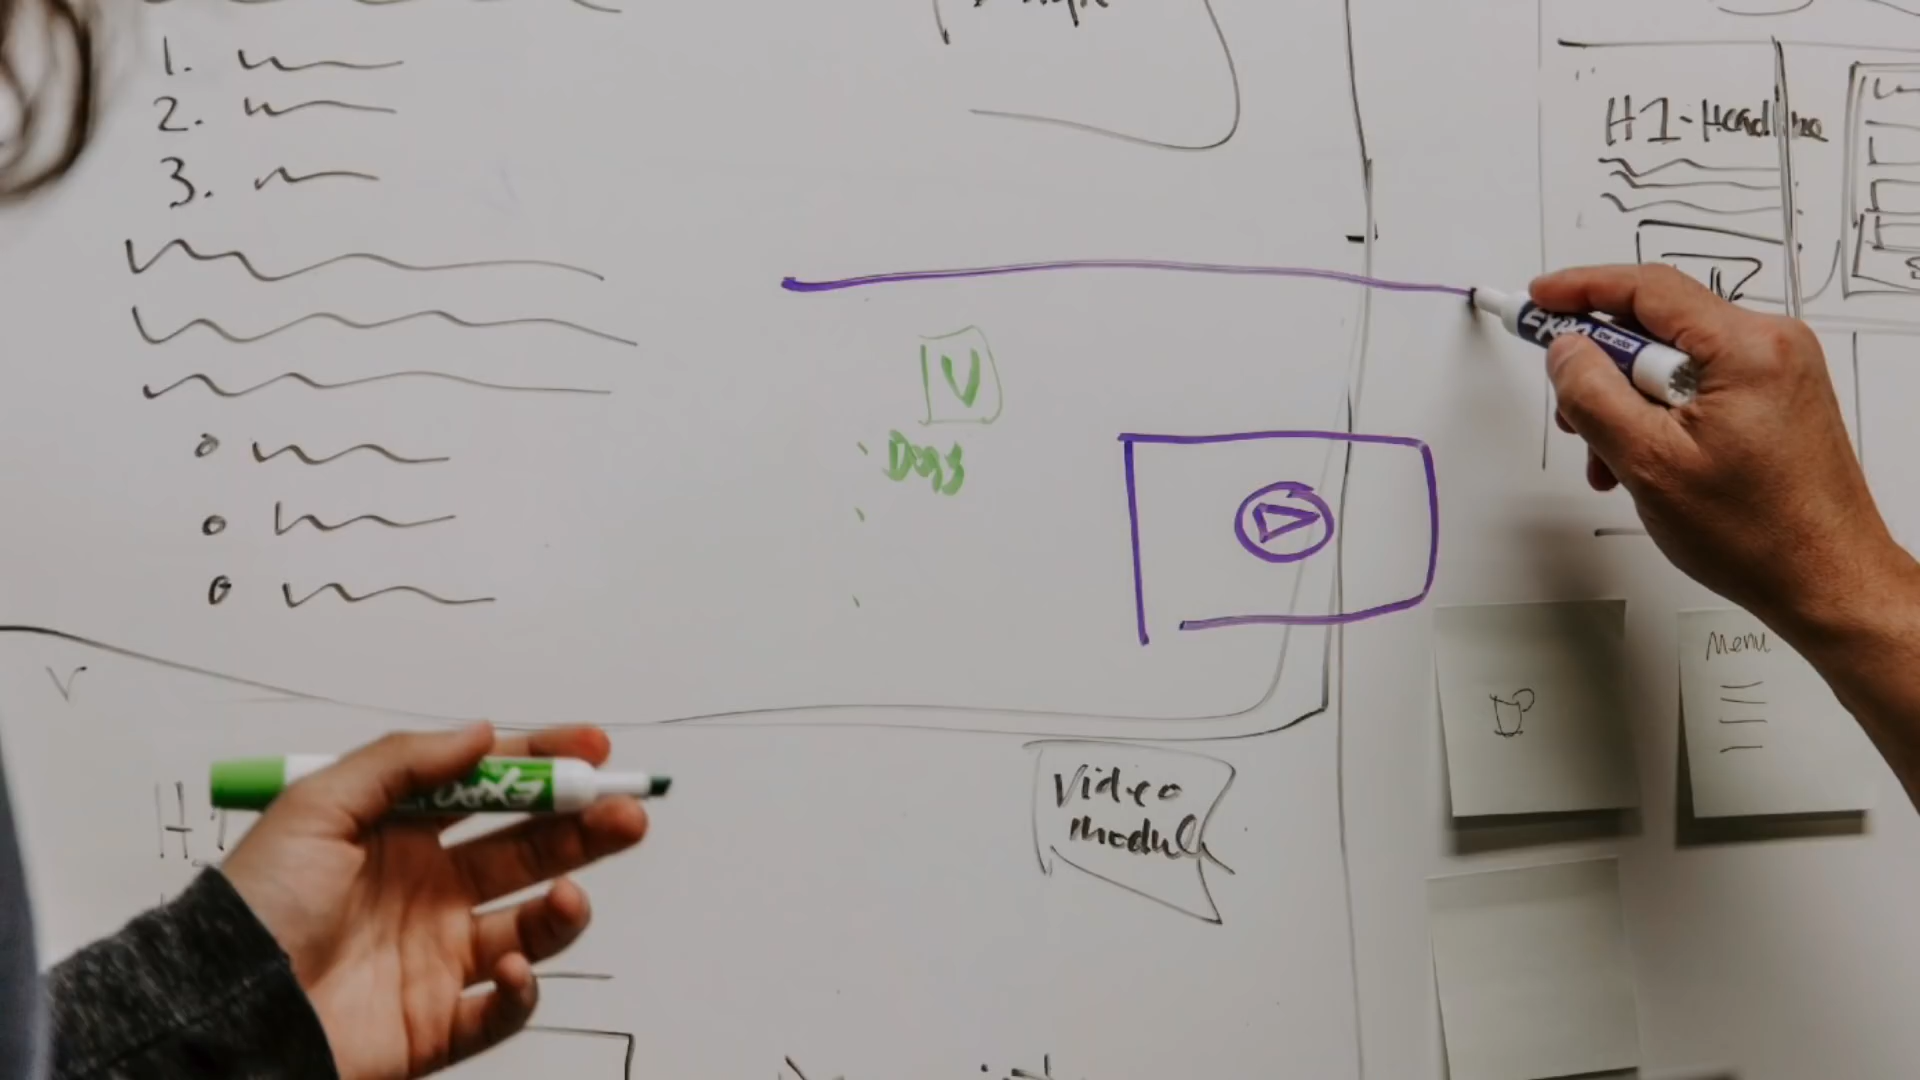 1.
2.
3.
H1-Headline
EXPO
V
Dogs
Menu
EXPO
Video
Module